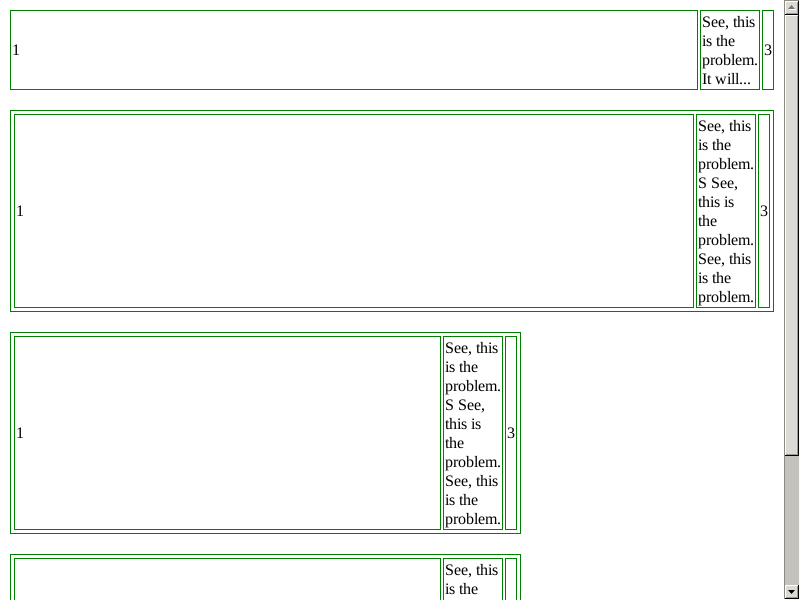 1
See, this
is the
problem.
It will...
3
1
See, this
is the
problem.
S See,
this is
the
problem.
See, this
is the
problem.
3
1
See, this
is the
problem.
S See,
this is
the
problem.
See, this
is the
problem.
3
See, this
is the